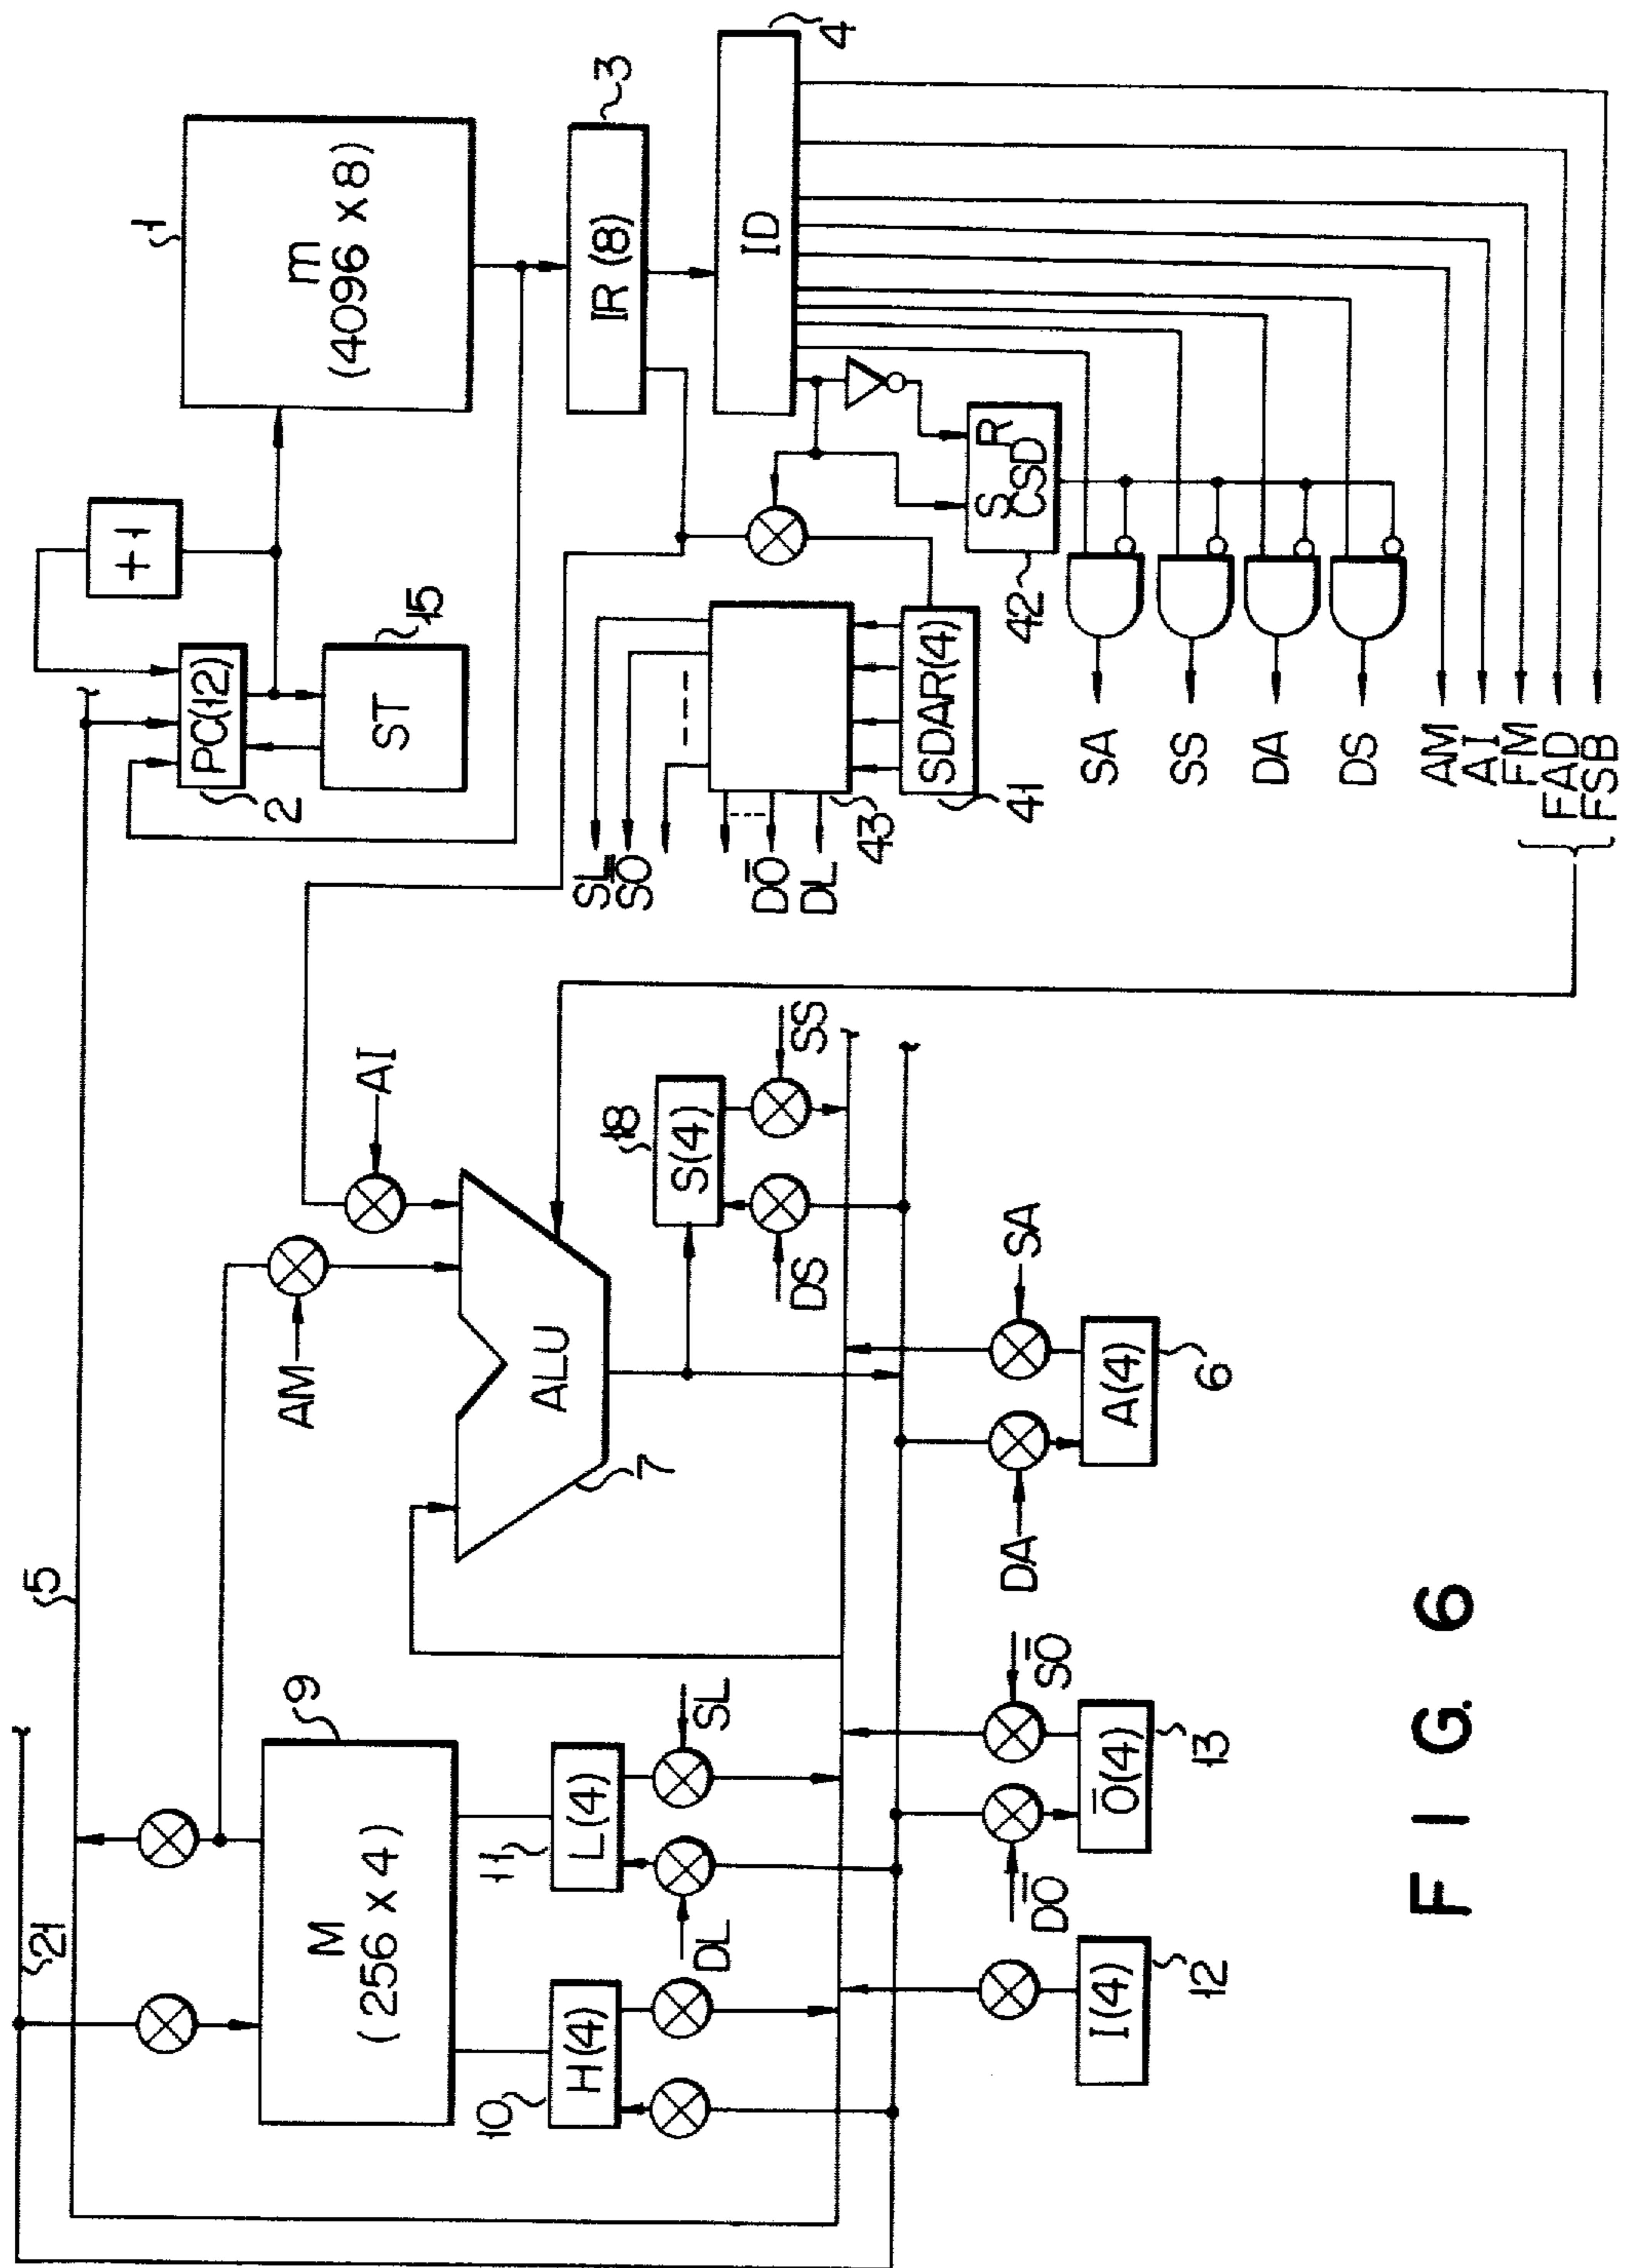 21
5
M
(256 x 4)
9
10
H(4)
11
L(4)
DL
SL
I(4)
12
D̅O̅
S̅O̅
O̅(4)
13
AM
AI
ALU
7
18
S(4)
DS
SS
DA
SA
A(4)
6
+1
PC(12)
2
ST
15
1
m
(4096 x 8)
IR(8)
3
ID
4
SL
SO̅
DO̅
DL
43
SDAR(4)
41
S R
CSD
42
SA
SS
DA
DS
AM
AI
FM
FAD
FSB
FIG. 6